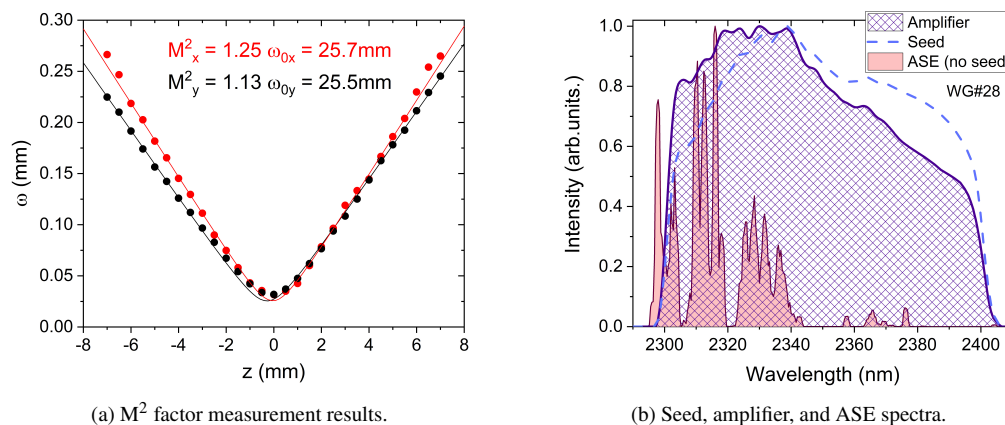 M²ₓ = 1.25 ω₀ₓ = 25.7mm
M²ᵧ = 1.13 ω₀ᵧ = 25.5mm
ω (mm)
0.30
0.25
0.20
0.15
0.10
0.05
0.00
-8 -6 -4 -2 0 2 4 6 8
z (mm)
(a) M² factor measurement results.
Amplifier
Seed
ASE (no seed
WG#28
Intensity (arb.units.)
1.0
0.8
0.6
0.4
0.2
0.0
2300 2320 2340 2360 2380 2400
Wavelength (nm)
(b) Seed, amplifier, and ASE spectra.